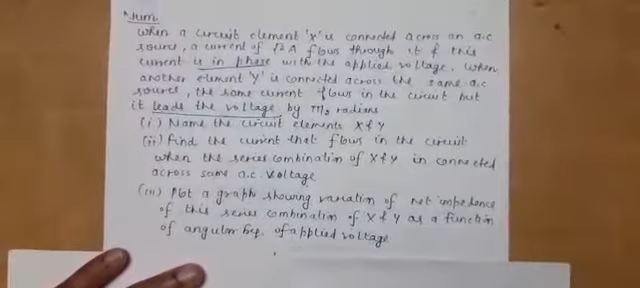 Num.
When a circuit element 'X' is connected across an a.c
source, a current of √2 A flows through it & this
current is in phase with the applied voltage. When
another element 'Y' is connected across the same a.c
source, the same current flows in the circuit but
it leads the voltage by π/2 radians
(i) Name the circuit elements X & Y
(ii) Find the current that flows in the circuit
when the series combination of X & Y in connected
across same a.c. voltage
(iii) Plot a graph showing variation of net impedence
of this series combination of X & Y as a function
of angular freq. of applied voltage